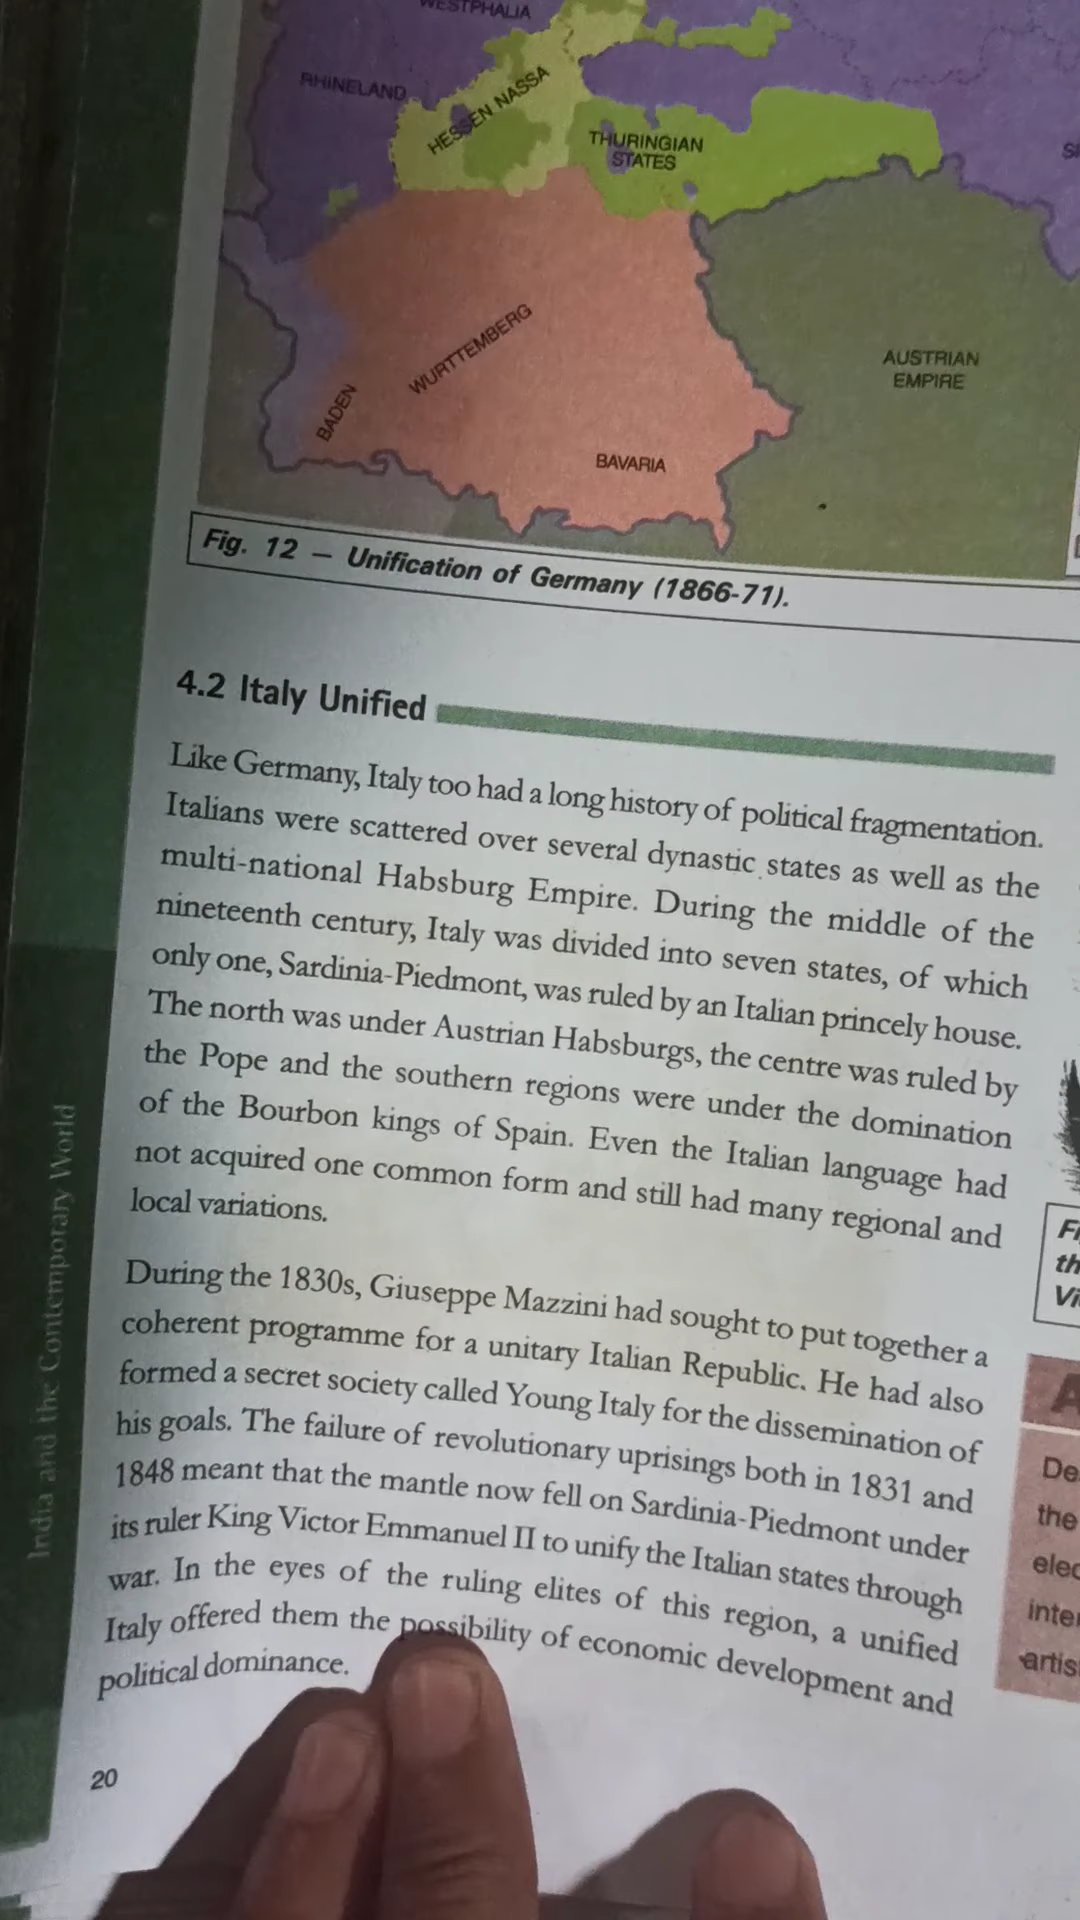 WESTPHALIA
RHINELAND
HESSEN NASSA
THURINGIAN
STATES
WURTTEMBERG
BADEN
BAVARIA
AUSTRIAN
EMPIRE
Fig. 12 — Unification of Germany (1866-71).
4.2 Italy Unified
Like Germany, Italy too had a long history of political fragmentation.
Italians were scattered over several dynastic states as well as the
multi-national Habsburg Empire. During the middle of the
nineteenth century, Italy was divided into seven states, of which
only one, Sardinia-Piedmont, was ruled by an Italian princely house.
The north was under Austrian Habsburgs, the centre was ruled by
the Pope and the southern regions were under the domination
of the Bourbon kings of Spain. Even the Italian language had
not acquired one common form and still had many regional and
local variations.
During the 1830s, Giuseppe Mazzini had sought to put together a
coherent programme for a unitary Italian Republic. He had also
formed a secret society called Young Italy for the dissemination of
his goals. The failure of revolutionary uprisings both in 1831 and
1848 meant that the mantle now fell on Sardinia-Piedmont under
its ruler King Victor Emmanuel II to unify the Italian states through
war. In the eyes of the ruling elites of this region, a unified
Italy offered them the possibility of economic development and
political dominance.
20
India and the Contemporary World
the